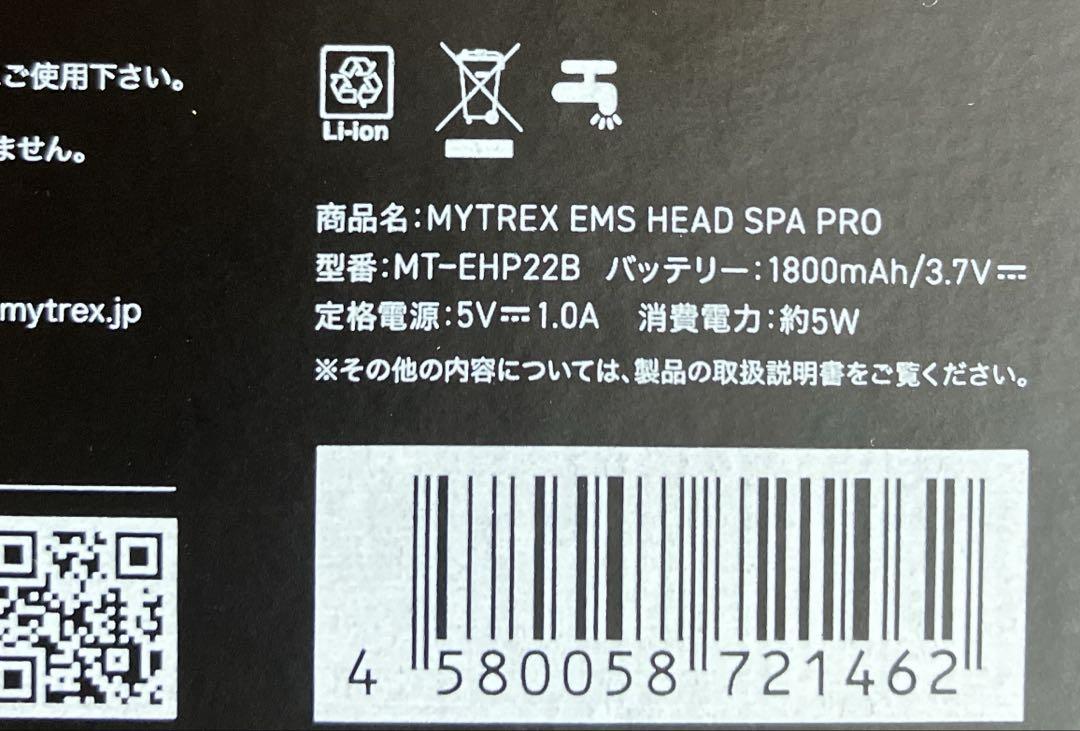 ご使用下さい。
ません。
mytrex.jp
Li-ion
商品名：MYTREX EMS HEAD SPA PRO
型番：MT-EHP22B バッテリー：1800mAh/3.7V⎓
定格電源：5V⎓1.0A 消費電力：約5W
※その他の内容については、製品の取扱説明書をご覧ください。
4 580058 721462